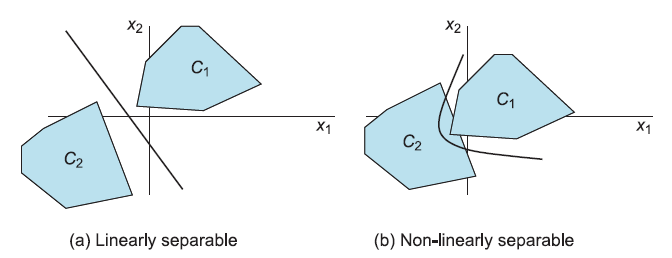 x2
C1
x1
C2
x2
C1
x1
C2
(a) Linearly separable
(b) Non-linearly separable